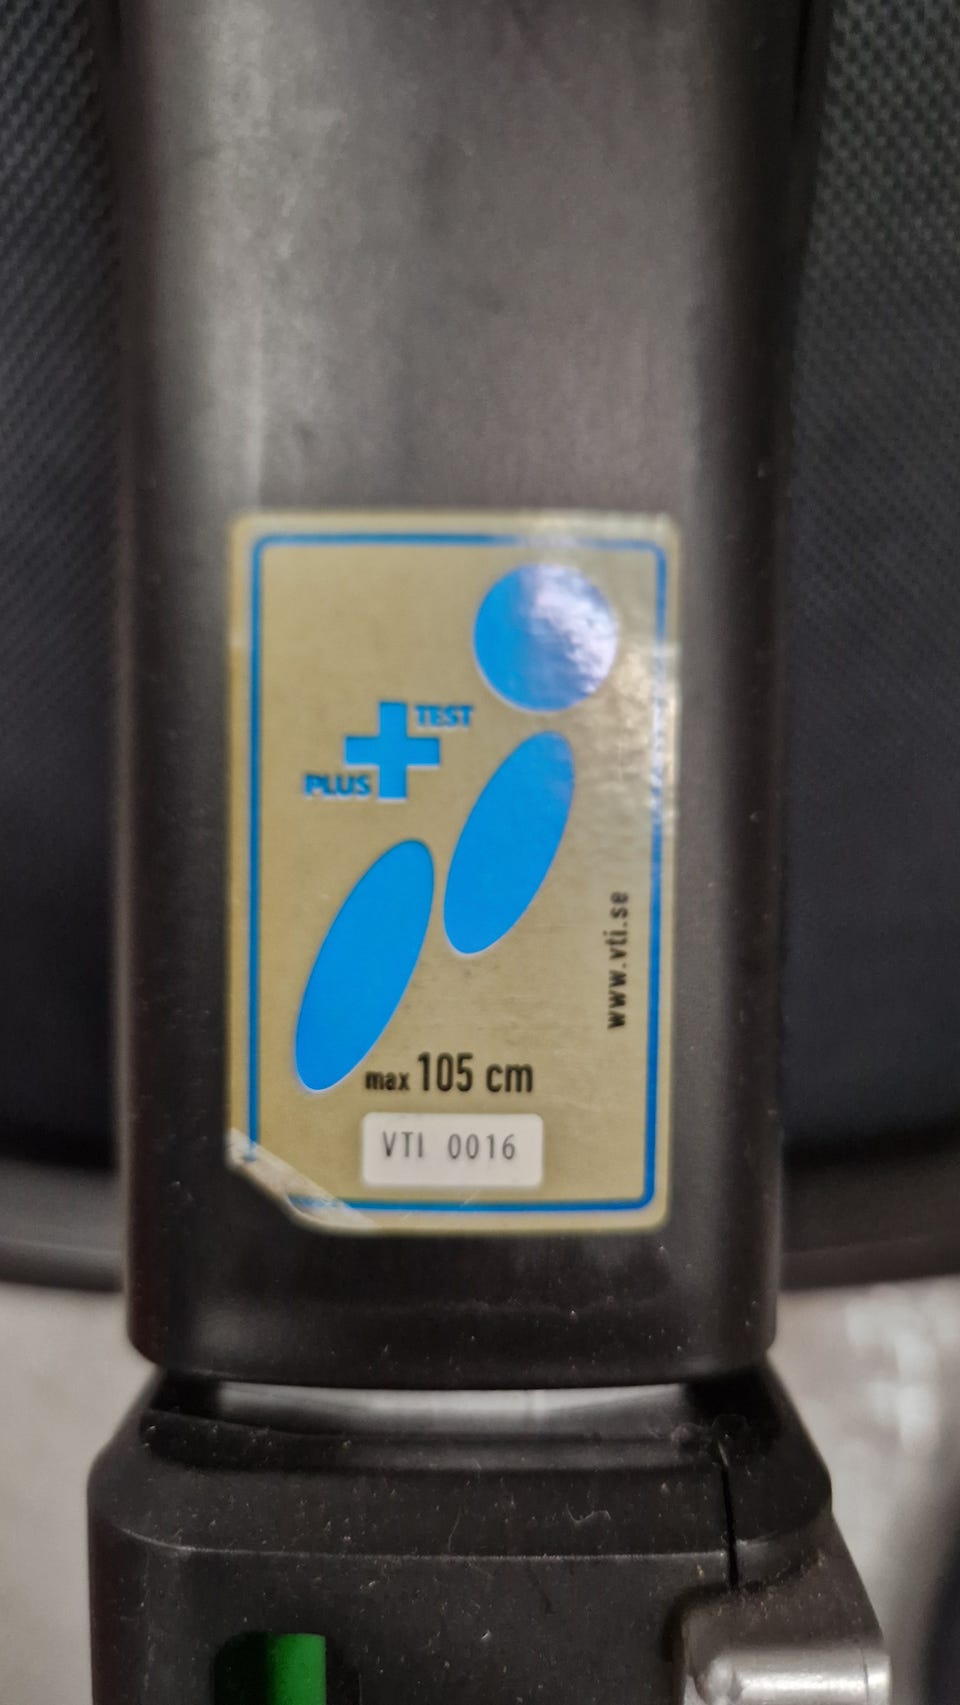 TEST
PLUS
www.vti.se
max 105 cm
VTI 0016